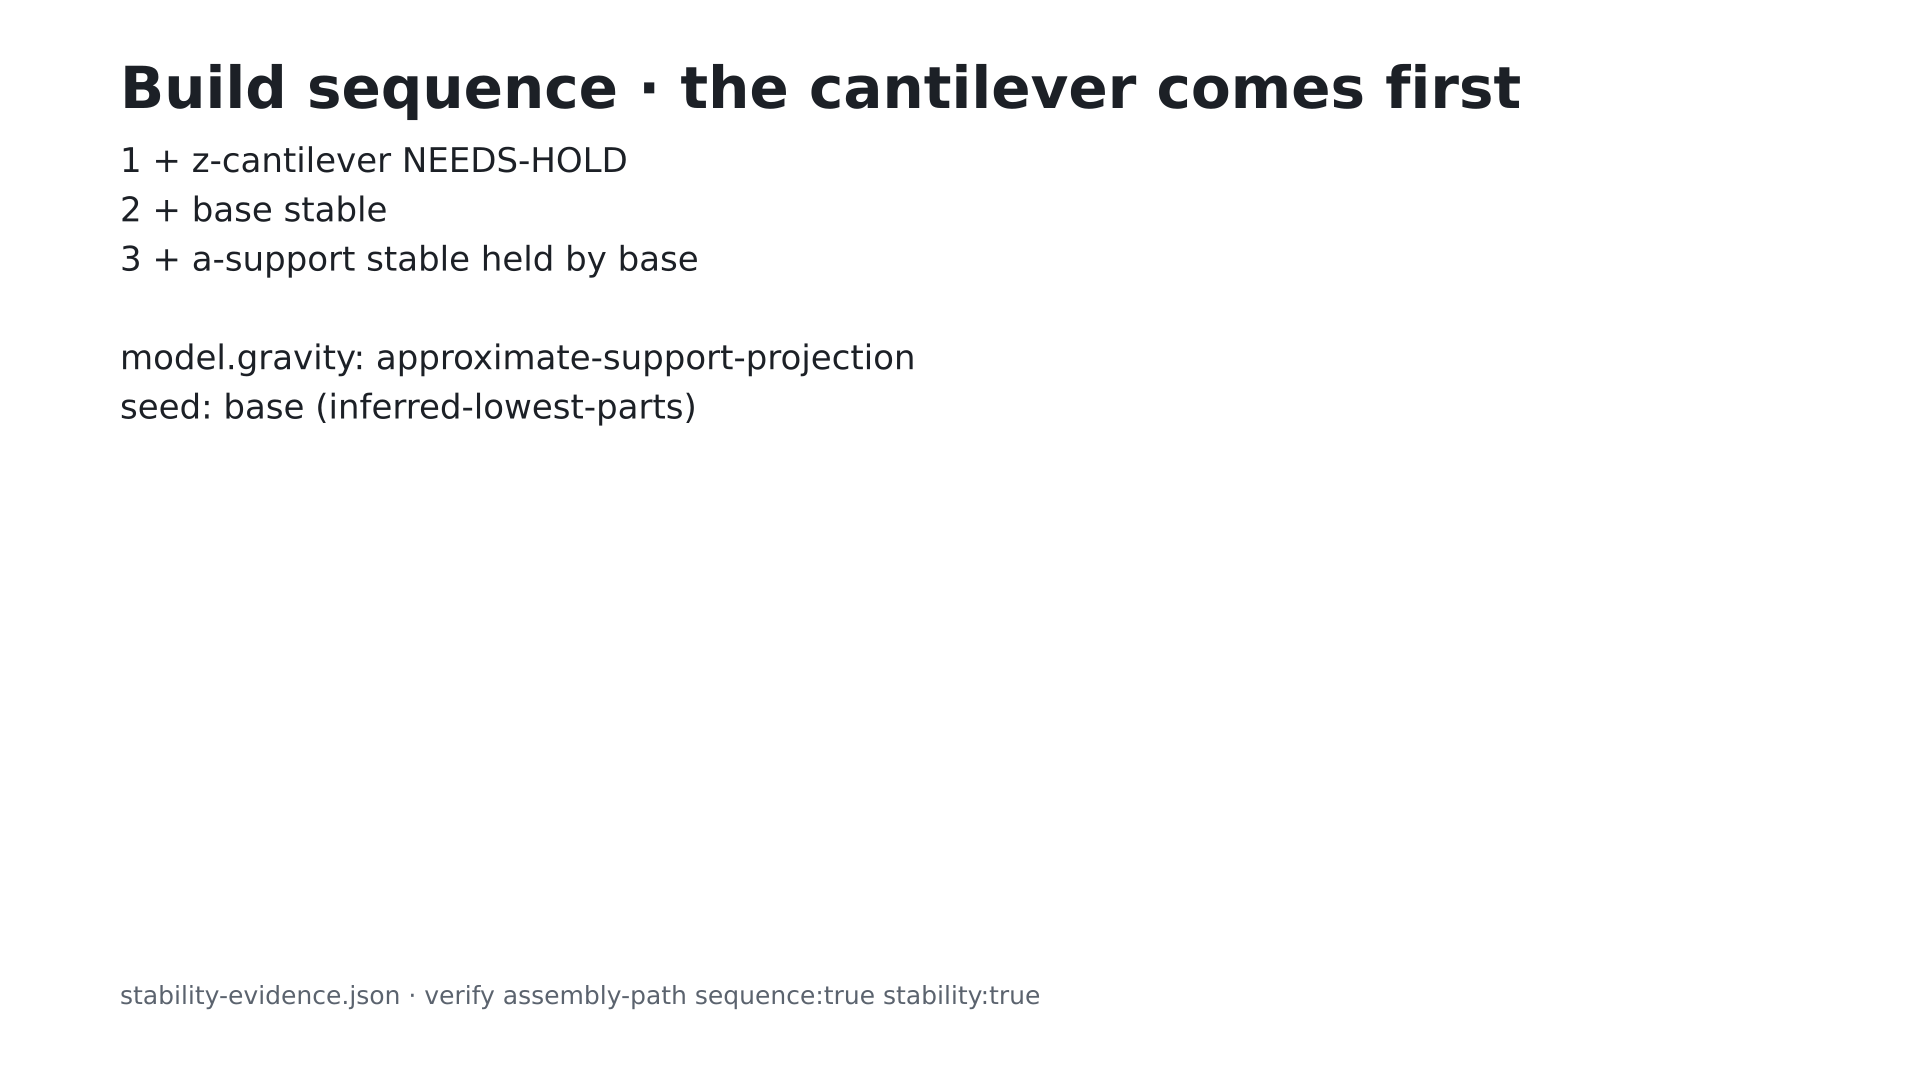 Build sequence · the cantilever comes first
1 + z-cantilever NEEDS-HOLD
2 + base stable
3 + a-support stable held by base
model.gravity: approximate-support-projection
seed: base (inferred-lowest-parts)
stability-evidence.json · verify assembly-path sequence:true stability:true